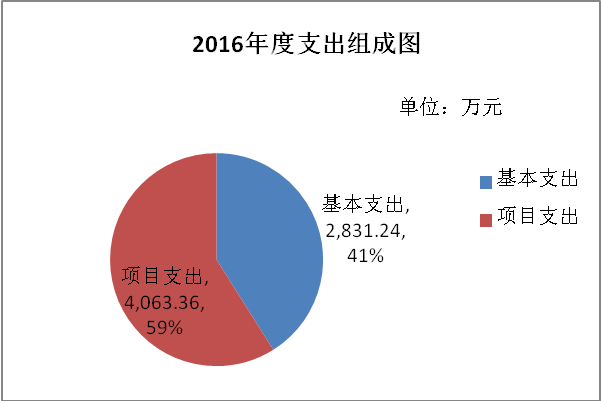 2016年度支出组成图
单位：万元
基本支出
项目支出
基本支出,
2,831.24,
41%
项目支出,
4,063.36,
59%